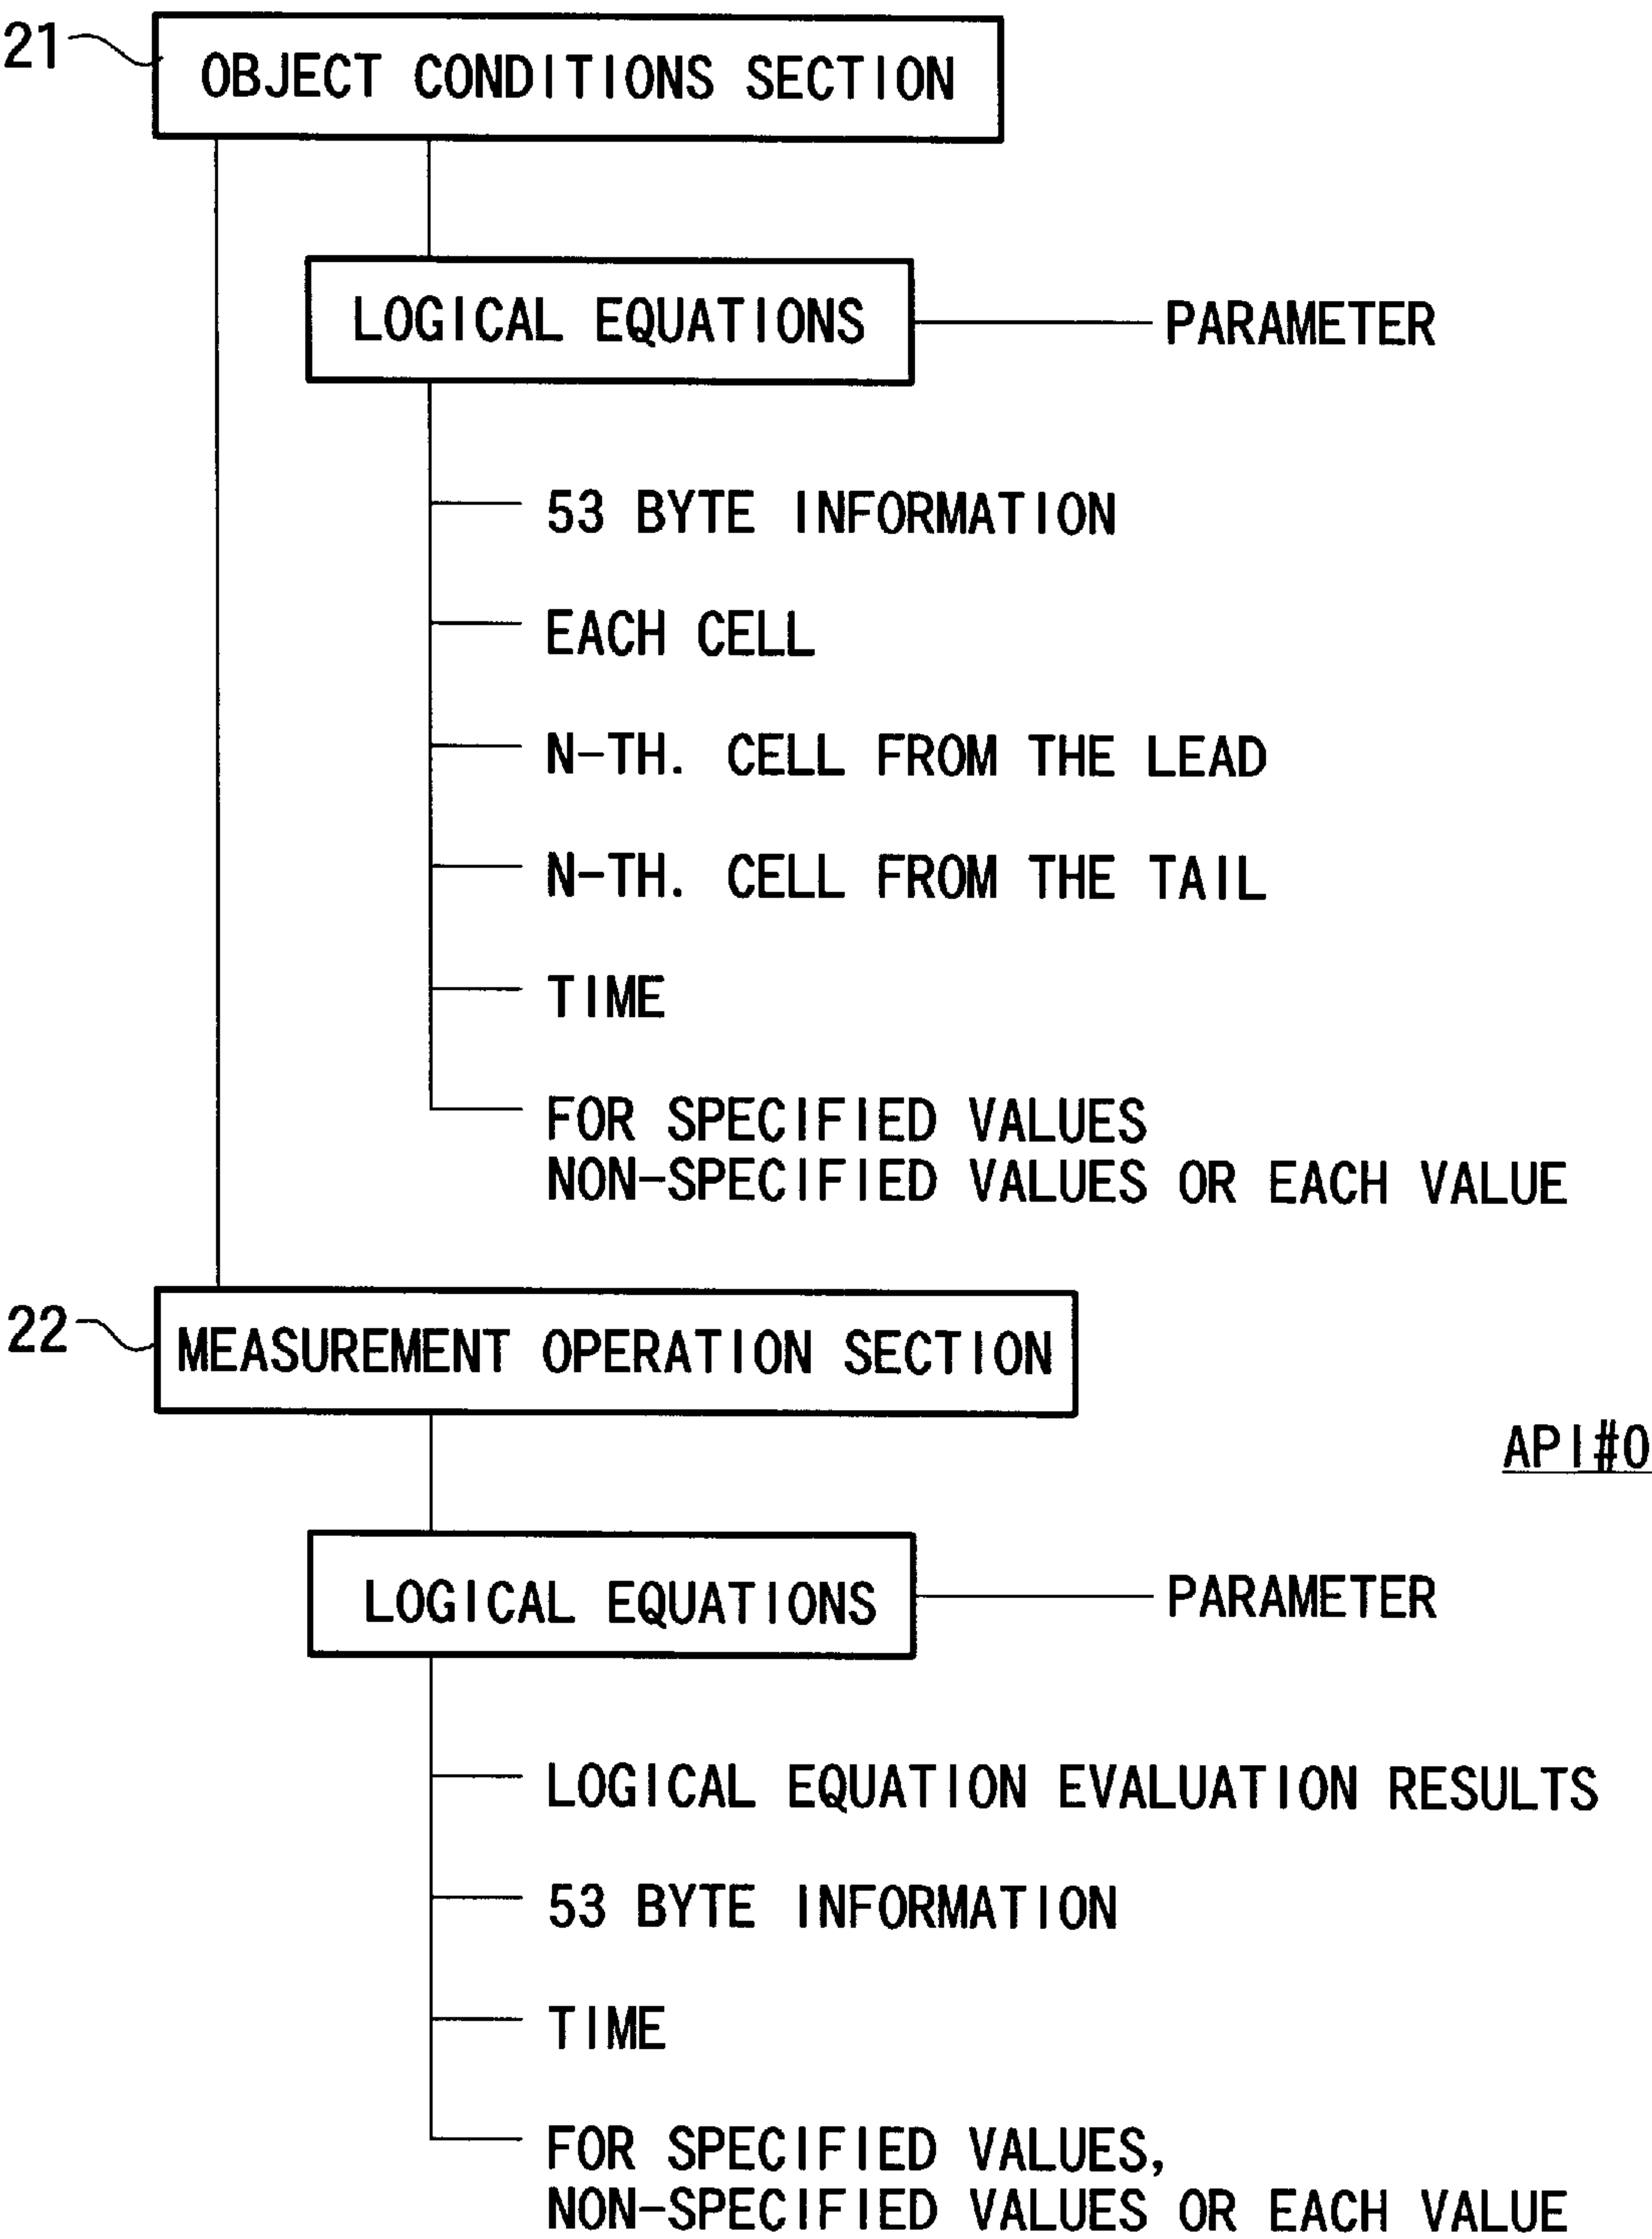 21
OBJECT CONDITIONS SECTION
LOGICAL EQUATIONS
PARAMETER
53 BYTE INFORMATION
EACH CELL
N-TH. CELL FROM THE LEAD
N-TH. CELL FROM THE TAIL
TIME
FOR SPECIFIED VALUES
NON-SPECIFIED VALUES OR EACH VALUE
22
MEASUREMENT OPERATION SECTION
API#0
LOGICAL EQUATIONS
PARAMETER
LOGICAL EQUATION EVALUATION RESULTS
53 BYTE INFORMATION
TIME
FOR SPECIFIED VALUES,
NON-SPECIFIED VALUES OR EACH VALUE